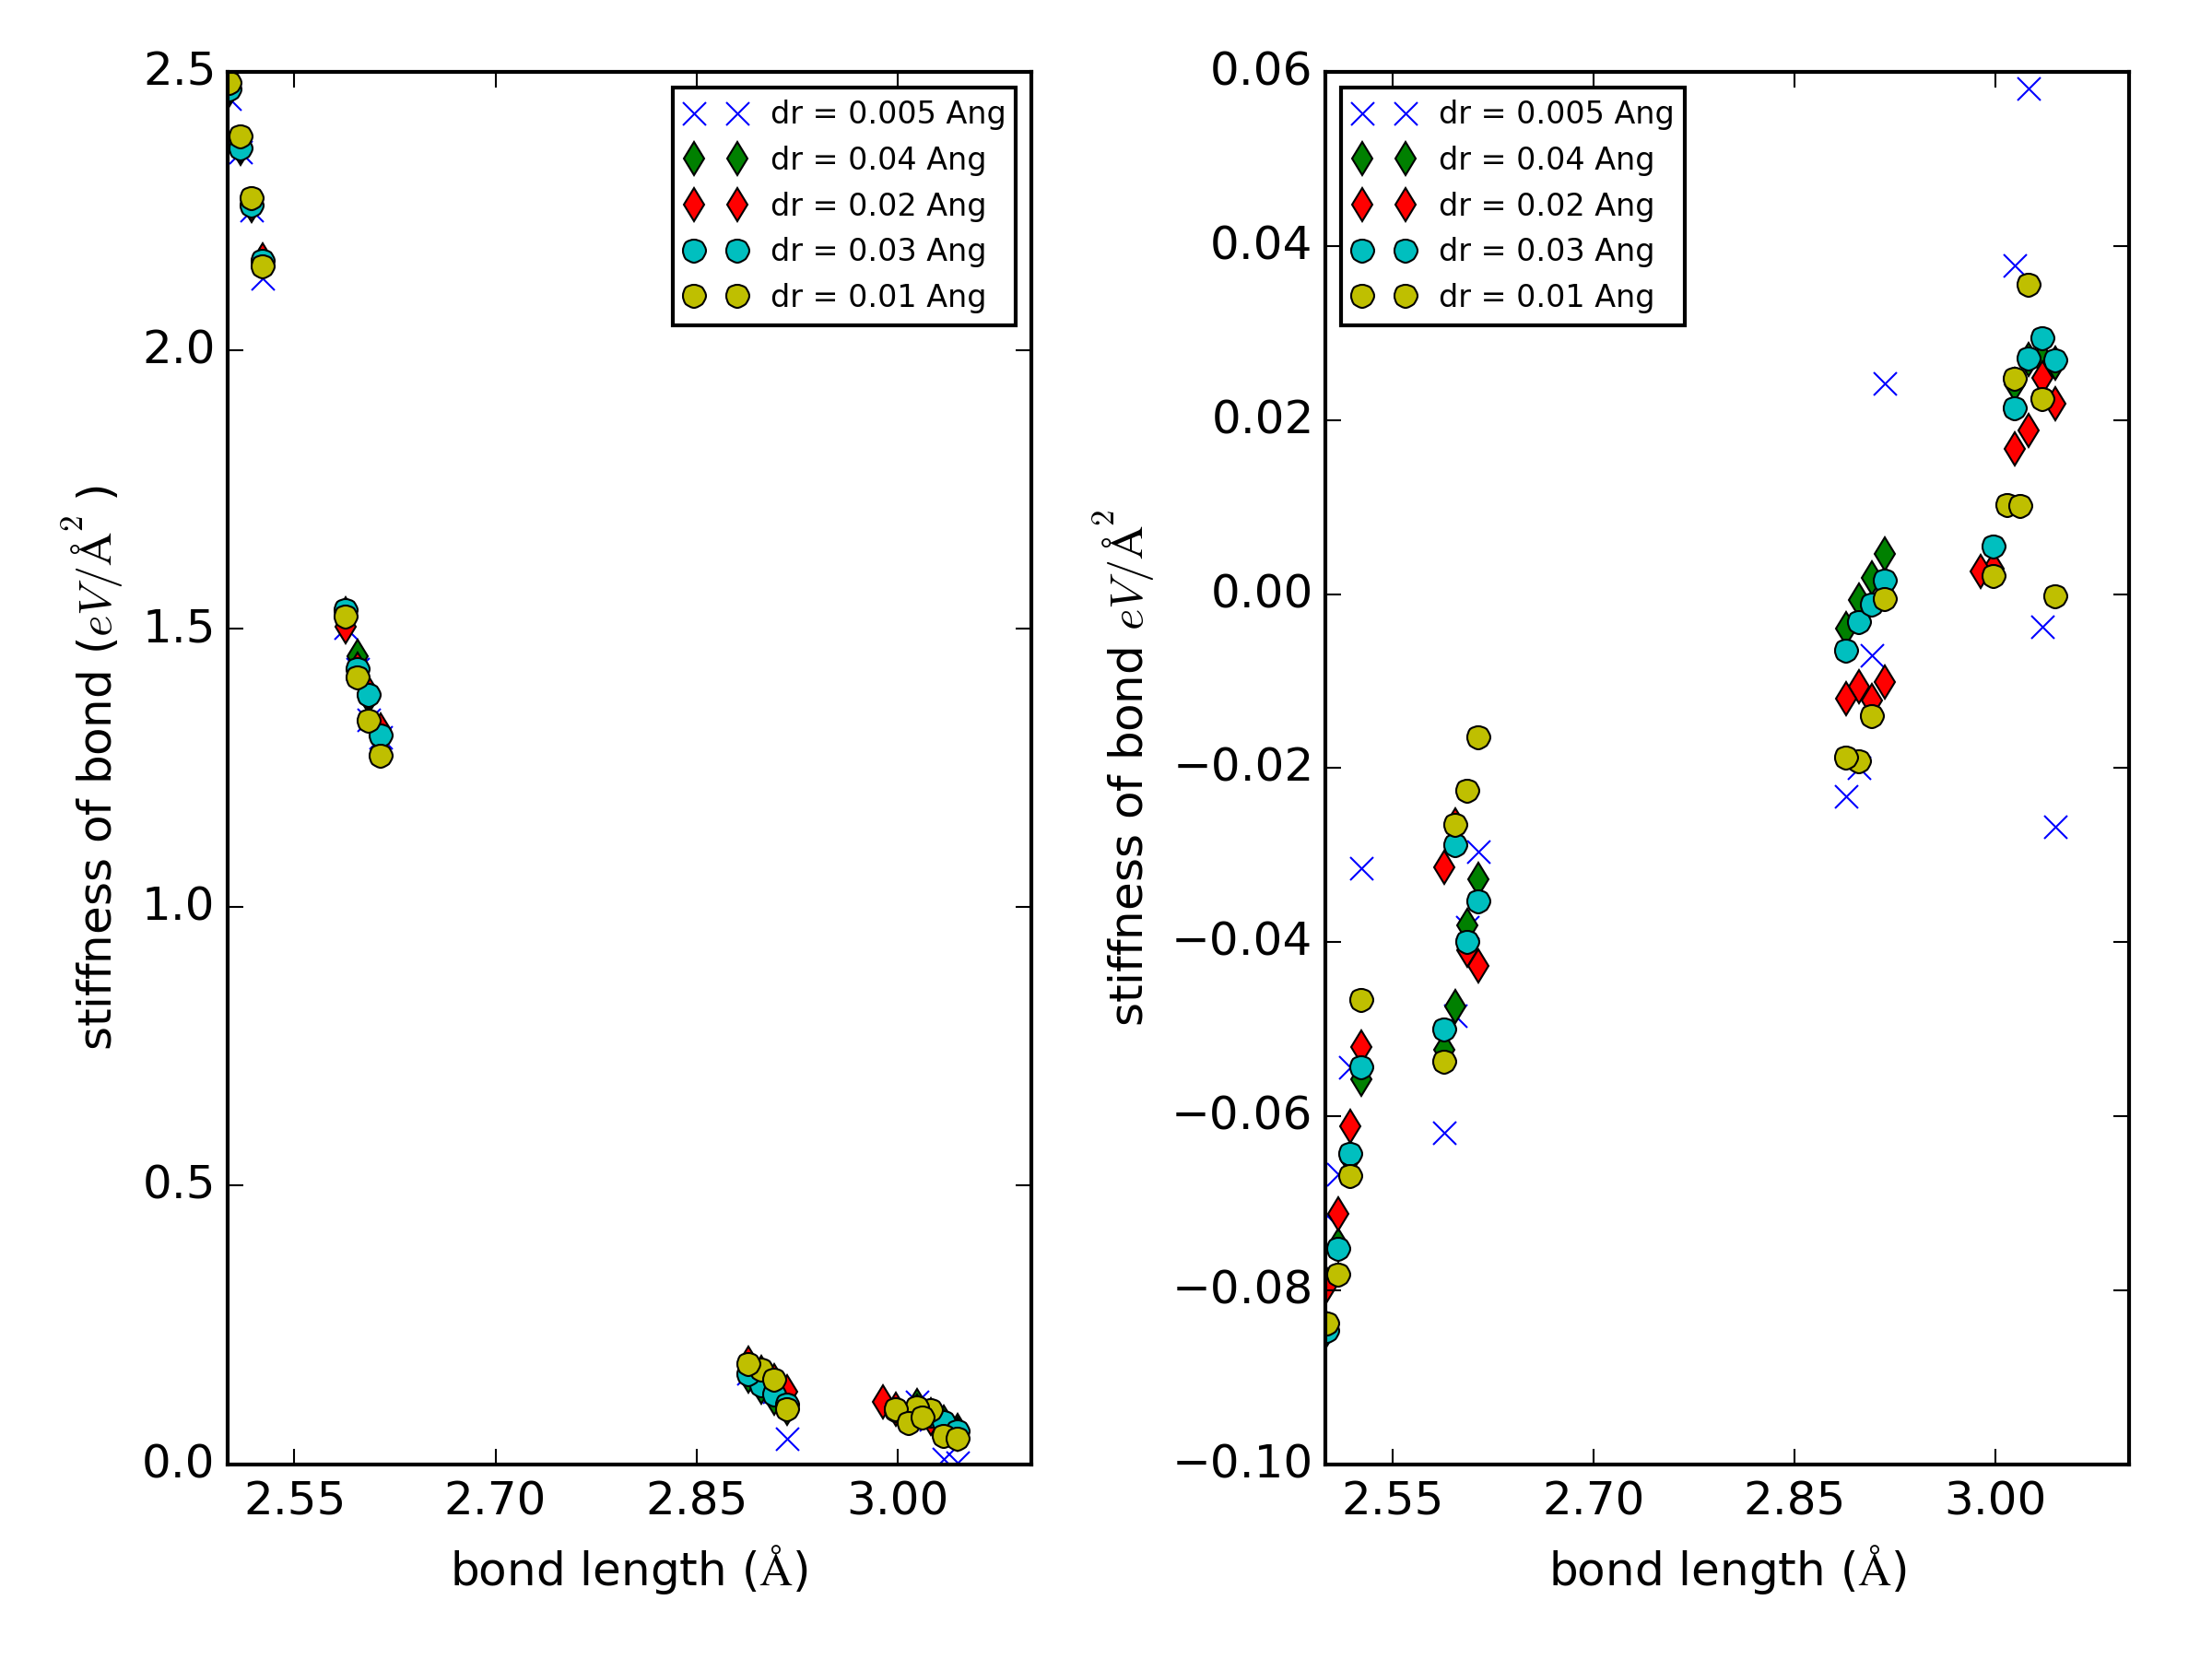 stiffness of bond (eV/Å²)
2.5
2.0
1.5
1.0
0.5
0.0
2.55 2.70 2.85 3.00
bond length (Å)
dr = 0.005 Ang
dr = 0.04 Ang
dr = 0.02 Ang
dr = 0.03 Ang
dr = 0.01 Ang
stiffness of bond eV/Å²
0.06
0.04
0.02
0.00
−0.02
−0.04
−0.06
−0.08
−0.10
2.55 2.70 2.85 3.00
bond length (Å)
dr = 0.005 Ang
dr = 0.04 Ang
dr = 0.02 Ang
dr = 0.03 Ang
dr = 0.01 Ang